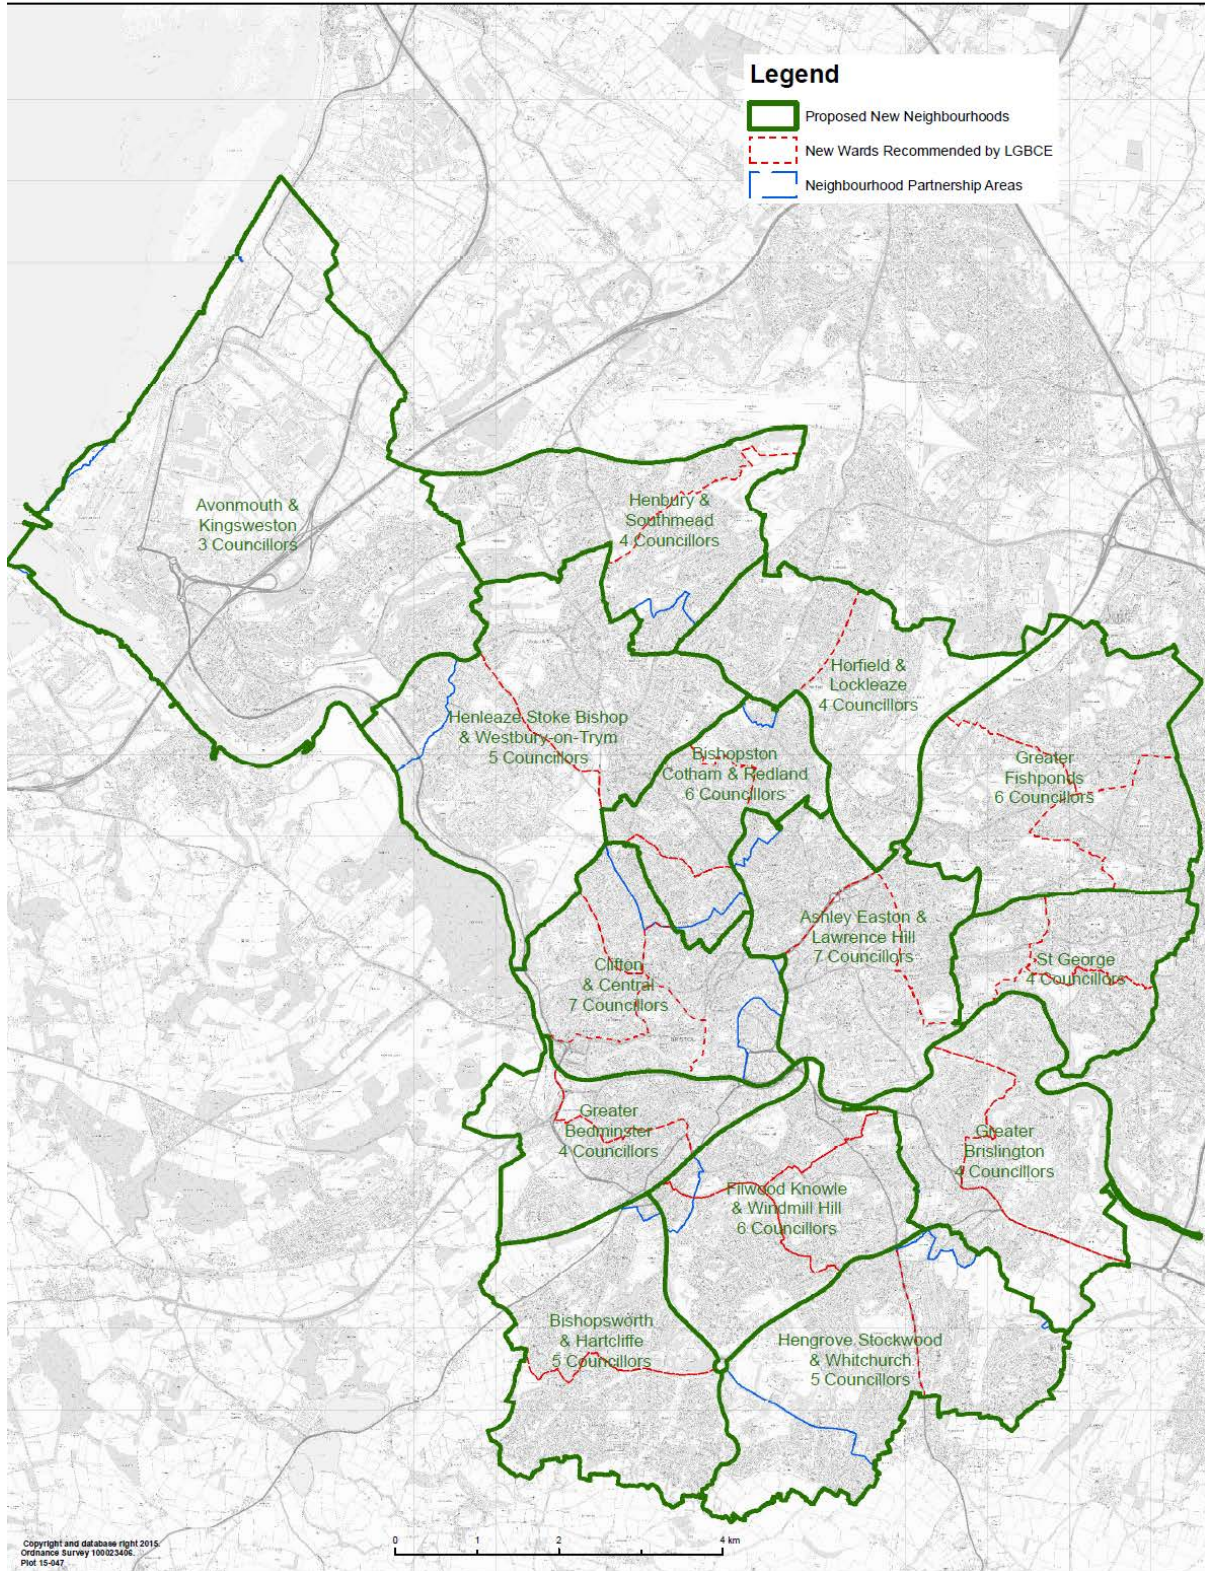 Legend
Proposed New Neighbourhoods
New Wards Recommended by LGBCE
Neighbourhood Partnership Areas
Avonmouth &
Kingsweston
3 Councillors
Henbury &
Southmead
4 Councillors
Horfield &
Lockleaze
4 Councillors
Henleaze Stoke Bishop
& Westbury-on-Trym
5 Councillors
Bishopston
Cotham & Redland
6 Councillors
Greater
Fishponds
6 Councillors
Ashley Easton &
Lawrence Hill
7 Councillors
St George
4 Councillors
Clifton
& Central
7 Councillors
BRISTOL
Greater
Bedminster
4 Councillors
Greater
Brislington
4 Councillors
Filwood Knowle
& Windmill Hill
6 Councillors
Bishopsworth
& Hartcliffe
5 Councillors
Hengrove Stockwood
& Whitchurch
5 Councillors
0 1 2 4 km
Copyright and database right 2015.
Ordnance Survey 100023406.
Plot 15-047